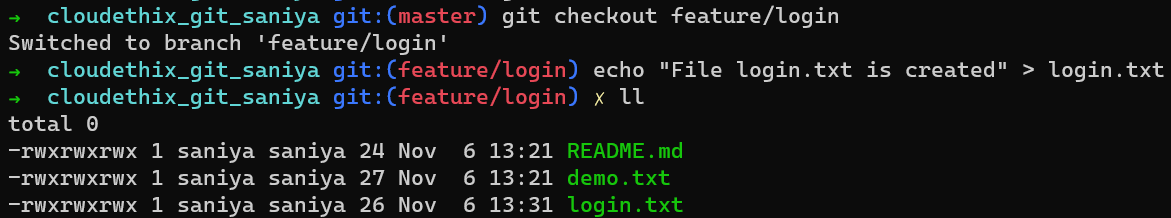 → cloudethix_git_saniya git:(master) git checkout feature/login
Switched to branch 'feature/login'
→ cloudethix_git_saniya git:(feature/login) echo "File login.txt is created" > login.txt
→ cloudethix_git_saniya git:(feature/login) ✗ ll
total 0
-rwxrwxrwx 1 saniya saniya 24 Nov  6 13:21 README.md
-rwxrwxrwx 1 saniya saniya 27 Nov  6 13:21 demo.txt
-rwxrwxrwx 1 saniya saniya 26 Nov  6 13:31 login.txt